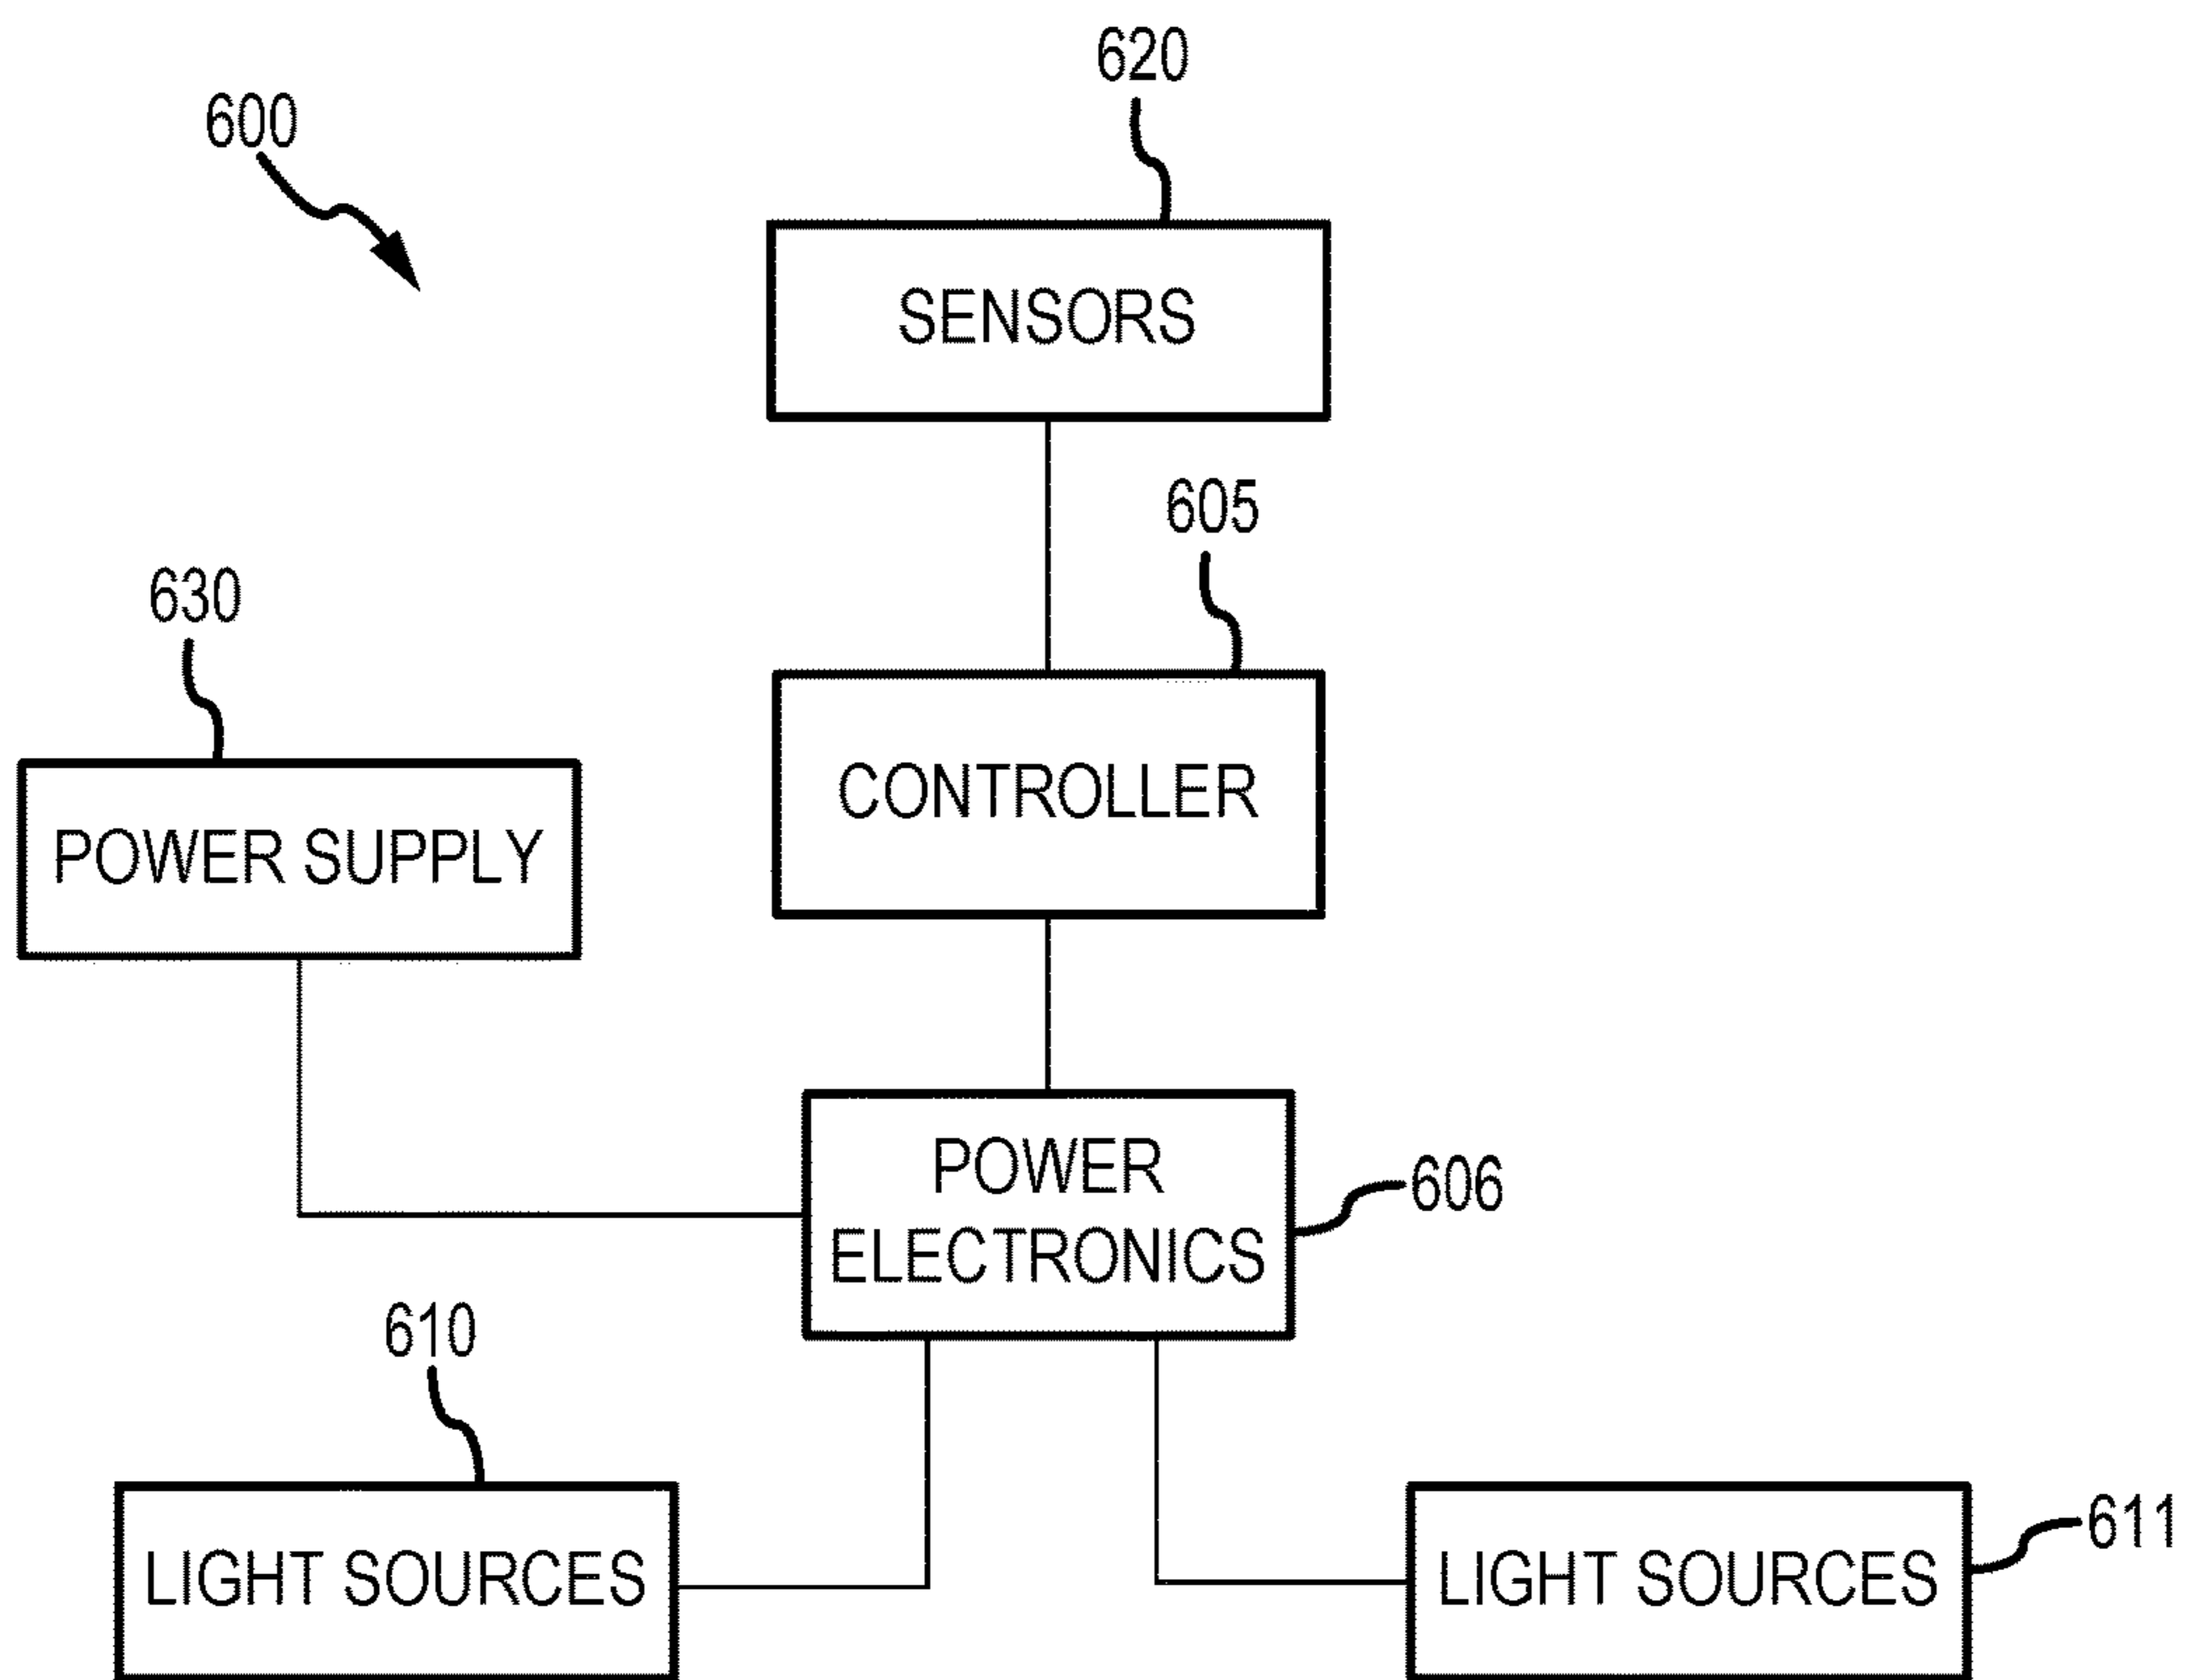 620
600
SENSORS
605
630
CONTROLLER
POWER SUPPLY
POWER
ELECTRONICS
606
610
LIGHT SOURCES
LIGHT SOURCES
611